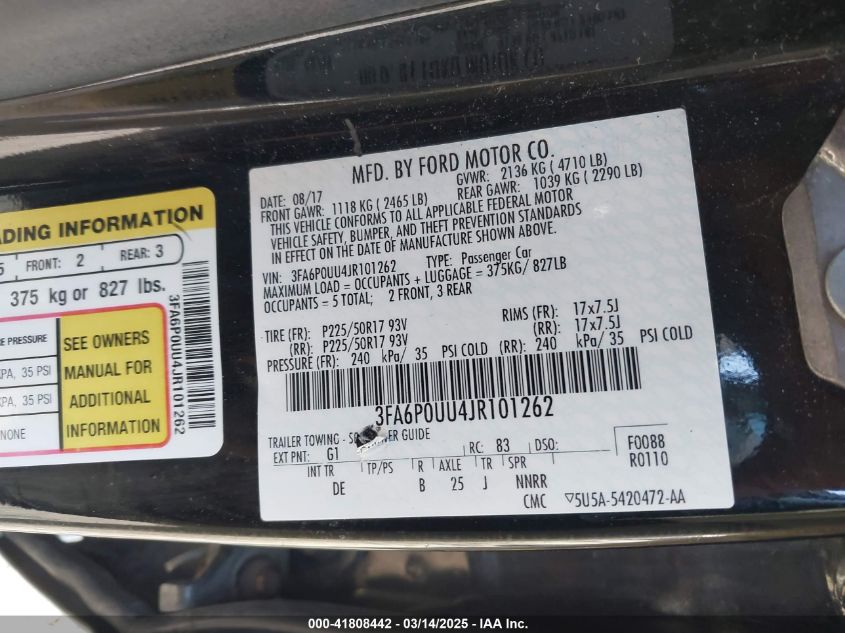 MFD. BY FORD MOTOR CO.
DATE: 08/17
GVWR: 2136 KG ( 4710 LB)
FRONT GAWR: 1118 KG ( 2465 LB)
REAR GAWR: 1039 KG ( 2290 LB)
THIS VEHICLE CONFORMS TO ALL APPLICABLE FEDERAL MOTOR
VEHICLE SAFETY, BUMPER, AND THEFT PREVENTION STANDARDS
IN EFFECT ON THE DATE OF MANUFACTURE SHOWN ABOVE.
VIN: 3FA6P0UU4JR101262 TYPE: Passenger Car
MAXIMUM LOAD = OCCUPANTS + LUGGAGE = 375KG/ 827LB
OCCUPANTS = 5 TOTAL; 2 FRONT, 3 REAR
TIRE (FR): P225/50R17 93V RIMS (FR): 17x7.5J
(RR): P225/50R17 93V (RR): 17x7.5J
PRESSURE (FR): 240 kPa/ 35 PSI COLD (RR): 240 kPa/ 35 PSI COLD
3FA6P0UU4JR101262
TRAILER TOWING - GUIDE
EXT PNT: G1 RC: 83 DSO: F0088
R0110
INT TR TP/PS R AXLE TR SPR
DE B 25 J NNRR
CMC ▽5U5A-5420472-AA
ADING INFORMATION
5 FRONT: 2 REAR: 3
375 kg or 827 lbs.
RE PRESSURE
KPA, 35 PSI
KPA, 35 PSI
NONE
SEE OWNERS
MANUAL FOR
ADDITIONAL
INFORMATION
3FA6P0UU4JR101262
000-41808442 — 03/14/2025 — IAA Inc.